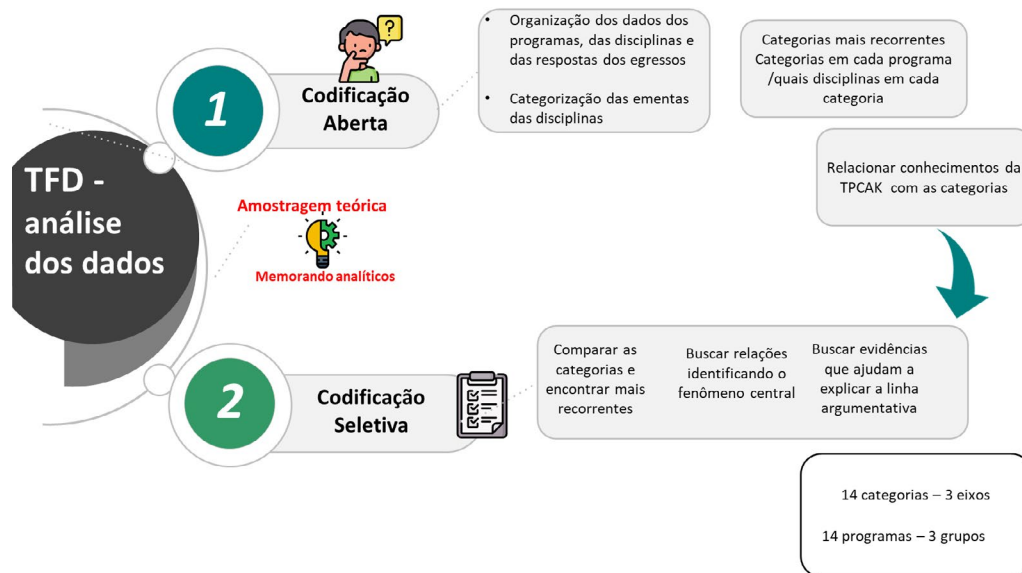 TFD -
análise
dos dados
1
Codificação
Aberta
?
• Organização dos dados dos
programas, das disciplinas e
das respostas dos egressos
• Categorização das ementas
das disciplinas
Categorias mais recorrentes
Categorias em cada programa
/quais disciplinas em cada
categoria
Relacionar conhecimentos da
TPCAK com as categorias
Amostragem teórica
Memorando analíticos
2
Codificação
Seletiva
Comparar as
categorias e
encontrar mais
recorrentes
Buscar relações
identificando o
fenômeno central
Buscar evidências
que ajudam a
explicar a linha
argumentativa
14 categorias – 3 eixos
14 programas – 3 grupos